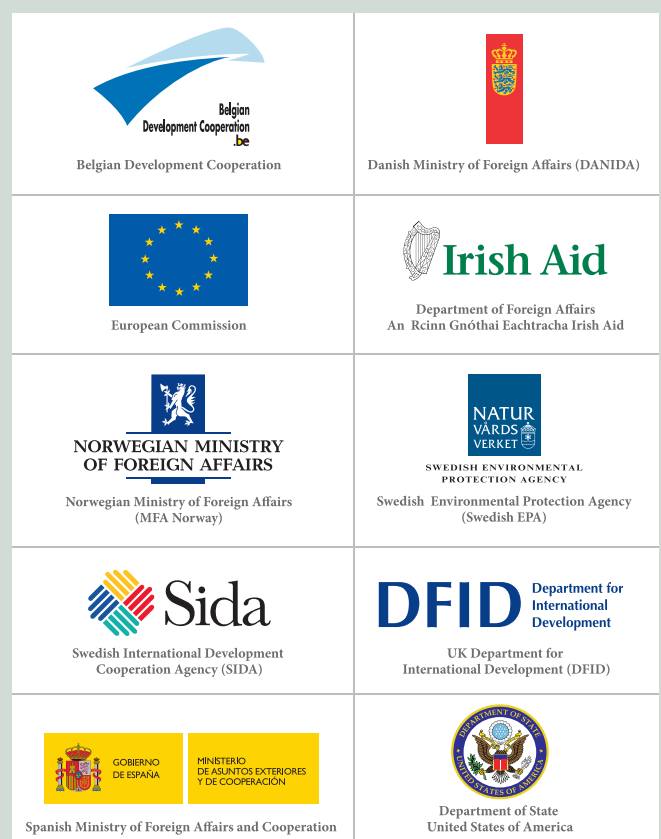 Belgian
Development Cooperation
.be
Belgian Development Cooperation
Danish Ministry of Foreign Affairs (DANIDA)
European Commission
Irish Aid
Department of Foreign Affairs
An Rcinn Gnóthai Eachtracha Irish Aid
NORWEGIAN MINISTRY
OF FOREIGN AFFAIRS
Norwegian Ministry of Foreign Affairs
(MFA Norway)
NATUR
VÅRDS
VERKET
SWEDISH ENVIRONMENTAL
PROTECTION AGENCY
Swedish Environmental Protection Agency
(Swedish EPA)
Sida
Swedish International Development
Cooperation Agency (SIDA)
DFID
Department for
International
Development
UK Department for
International Development (DFID)
GOBIERNO
DE ESPAÑA
MINISTERIO
DE ASUNTOS EXTERIORES
Y DE COOPERACIÓN
Spanish Ministry of Foreign Affairs and Cooperation
DEPARTMENT OF STATE
UNITED STATES OF AMERICA
Department of State
United States of America